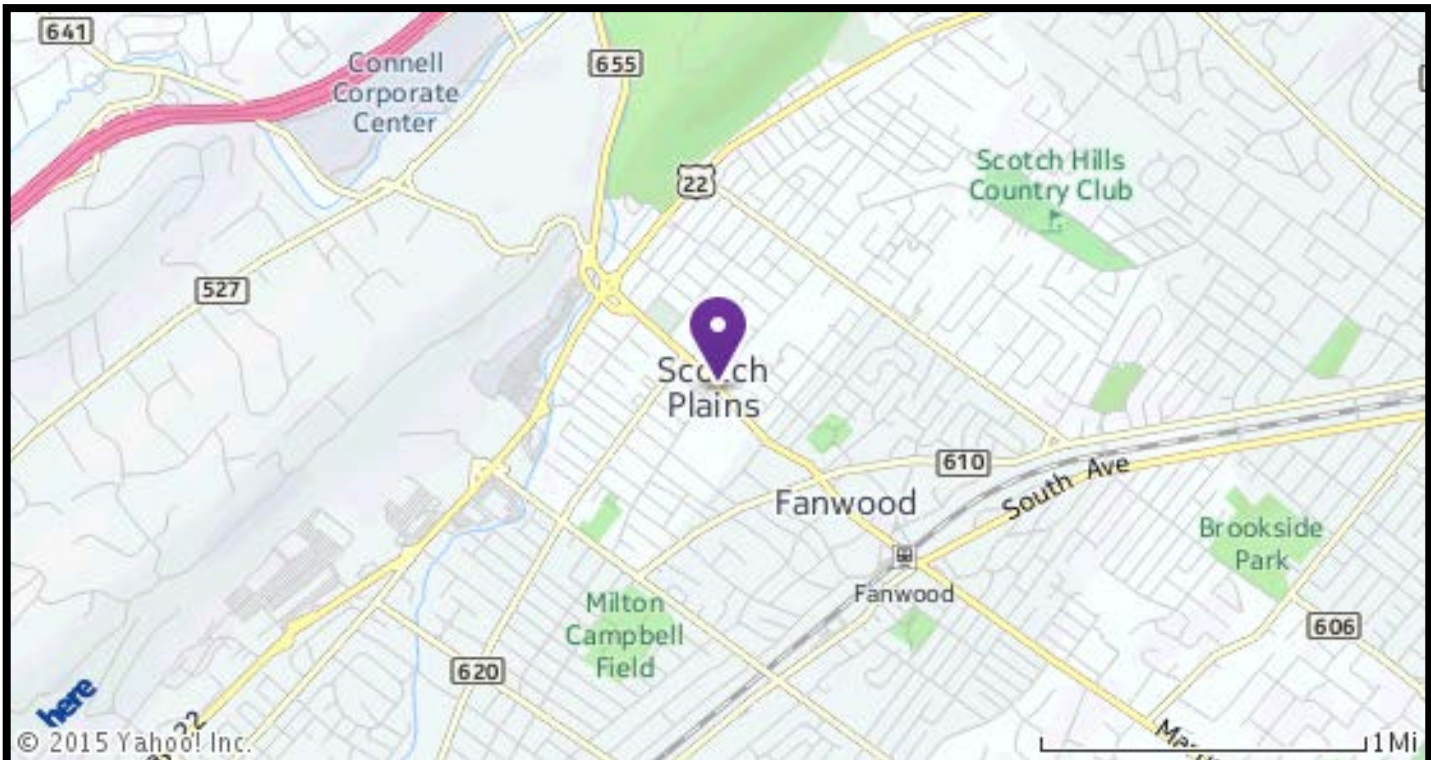 641
Connell
Corporate
Center
655
22
Scotch Hills
Country Club
527
Scotch
Plains
610
South Ave
Fanwood
Brookside
Park
Fanwood
Milton
Campbell
Field
606
620
here
22
© 2015 Yahoo! Inc.
1Mi